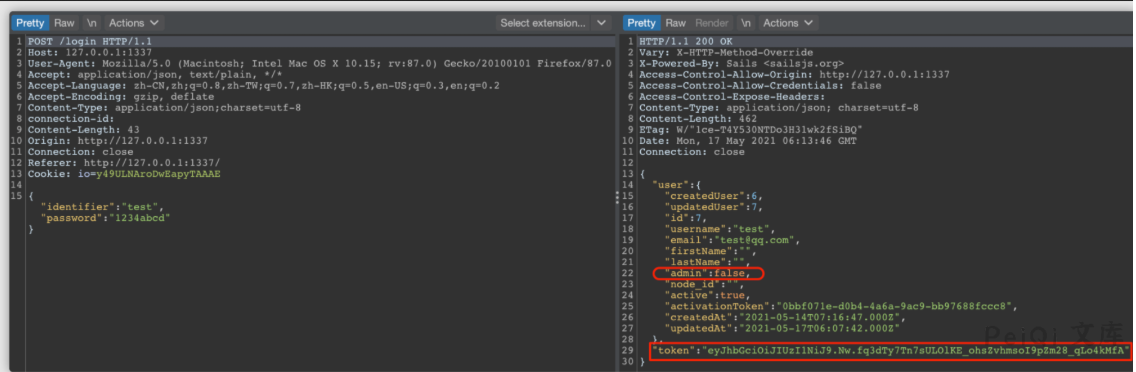 Pretty Raw \n Actions Select extension...
1 POST /login HTTP/1.1
2 Host: 127.0.0.1:1337
3 User-Agent: Mozilla/5.0 (Macintosh; Intel Mac OS X 10.15; rv:87.0) Gecko/20100101 Firefox/87.0
4 Accept: application/json, text/plain, */*
5 Accept-Language: zh-CN,zh;q=0.8,zh-TW;q=0.7,zh-HK;q=0.5,en-US;q=0.3,en;q=0.2
6 Accept-Encoding: gzip, deflate
7 Content-Type: application/json;charset=utf-8
8 connection-id:
9 Content-Length: 43
10 Origin: http://127.0.0.1:1337
11 Connection: close
12 Referer: http://127.0.0.1:1337/
13 Cookie: io=y49ULNAroDwEapyTAAAE
14
15 {
"identifier":"test",
"password":"1234abcd"
}
Pretty Raw Render \n Actions
1 HTTP/1.1 200 OK
2 Vary: X-HTTP-Method-Override
3 X-Powered-By: Sails <sailsjs.org>
4 Access-Control-Allow-Origin: http://127.0.0.1:1337
5 Access-Control-Allow-Credentials: false
6 Access-Control-Expose-Headers:
7 Content-Type: application/json; charset=utf-8
8 Content-Length: 462
9 ETag: W/"1ce-T4Y530NTDo3H31wk2fSiBQ"
10 Date: Mon, 17 May 2021 06:13:46 GMT
11 Connection: close
12
13 {
14 "user":{
15 "createdUser":6,
16 "updatedUser":7,
17 "id":7,
18 "username":"test",
19 "email":"test@qq.com",
20 "firstName":"",
21 "lastName":"",
22 "admin":false,
23 "node_id":"",
24 "active":true,
25 "activationToken":"0bbf071e-d0b4-4a6a-9ac9-bb97688fccc8",
26 "createdAt":"2021-05-14T07:16:47.000Z",
27 "updatedAt":"2021-05-17T06:07:42.000Z"
28 },
29 "token":"eyJhbGciOiJIUzI1NiJ9.Nw.fq3dTy7Tn7sULOlKE_ohsZvhmsoI9pZm28_qLo4kMfA"
30 }
PeiQi 文库